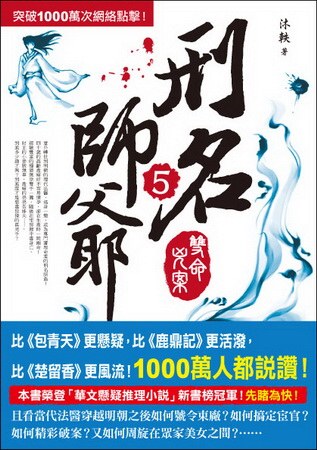 突破1000萬次網絡點擊！
沐軼 著
刑名
師父爺
5
雙命
兇案
比《包青天》更懸疑，比《鹿鼎記》更活潑，
比《楚留香》更風流！1000萬人都說讚！
本書榮登「華文懸疑推理小說」新書榜冠軍！先睹為快！
且看當代法醫穿越明朝之後如何號令東廠？如何搞定宦官？
如何精彩破案？又如何周旋在眾家美女之間？……